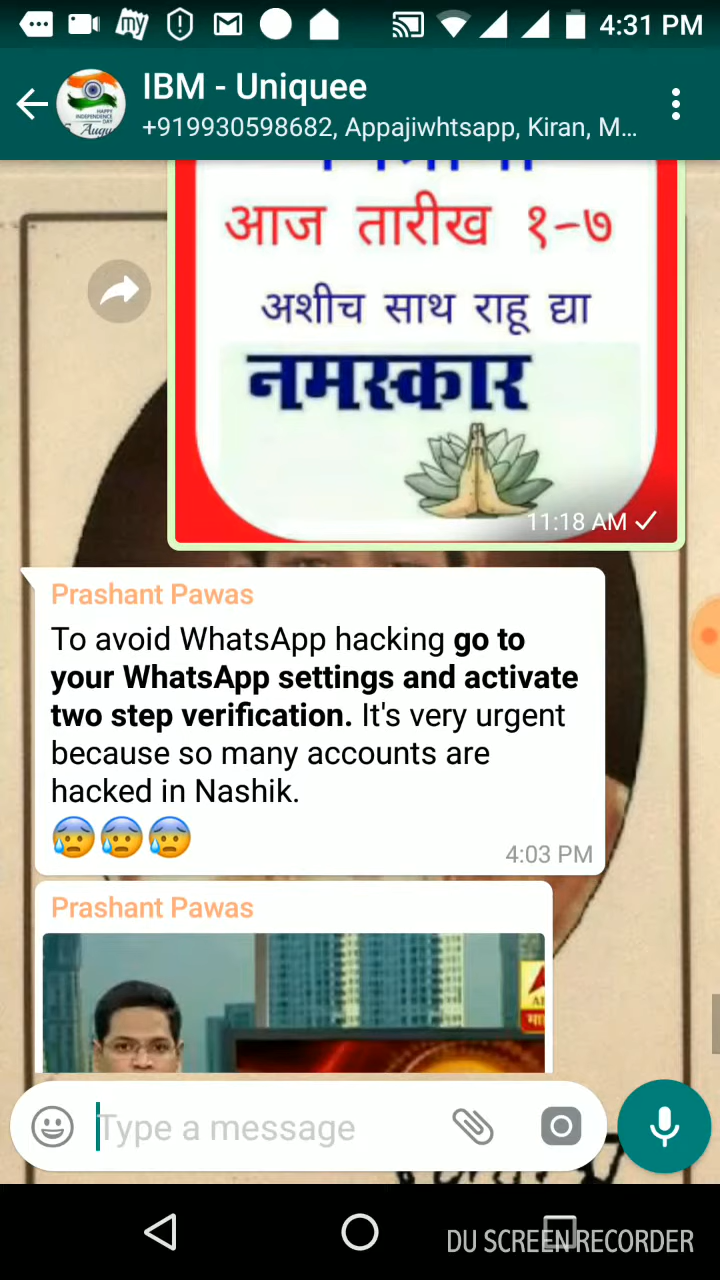 4:31 PM
IBM - Uniquee
+919930598682, Appajiwhtsapp, Kiran, M...
आज तारीख १-७
अशीच साथ राहू द्या
नमस्कार
11:18 AM
Prashant Pawas
To avoid WhatsApp hacking go to
your WhatsApp settings and activate
two step verification. It's very urgent
because so many accounts are
hacked in Nashik.
4:03 PM
Prashant Pawas
Type a message
DU SCREEN RECORDER